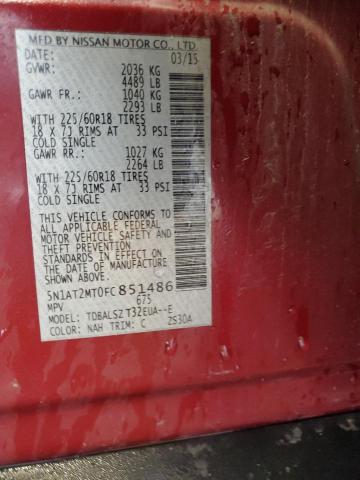 MFD BY NISSAN MOTOR CO., LTD.
DATE: 03/15
GVWR: 2036 KG
4489 LB
GAWR FR.: 1040 KG
2293 LB
WITH 225/60R18 TIRES
18 X 7J RIMS AT 33 PSI
COLD SINGLE
GAWR RR.: 1027 KG
2264 LB
WITH 225/60R18 TIRES
18 X 7J RIMS AT 33 PSI
COLD SINGLE
THIS VEHICLE CONFORMS TO
ALL APPLICABLE FEDERAL
MOTOR VEHICLE SAFETY
AND THEFT PREVENTION
STANDARDS IN EFFECT ON
THE DATE OF MANUFACTURE
SHOWN ABOVE.
5N1AT2MT0FC851486
MPV 675
MODEL: TDBALSZ T32EUA--E
COLOR: NAH TRIM: C 2S30A